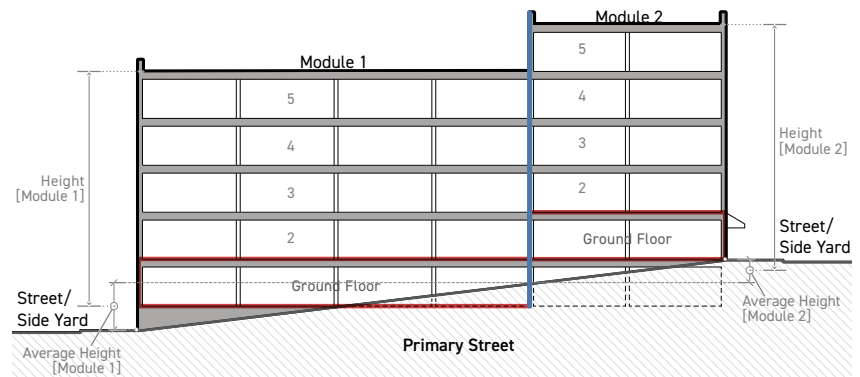 Module 2
Module 1
5
5
4
Height
[Module 2]
4
3
Height
[Module 1]
3
2
Street/
Side Yard
2
Ground Floor
Ground Floor
Street/
Side Yard
Average Height
[Module 2]
Primary Street
Average Height
[Module 1]